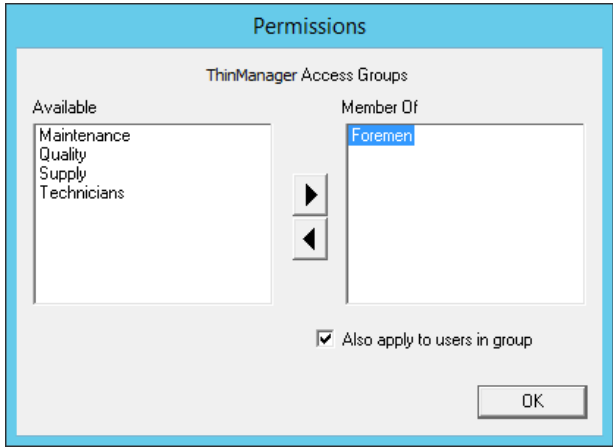 Permissions
ThinManager Access Groups
Available
Member Of
Maintenance
Quality
Supply
Technicians
Foremen
Also apply to users in group
OK